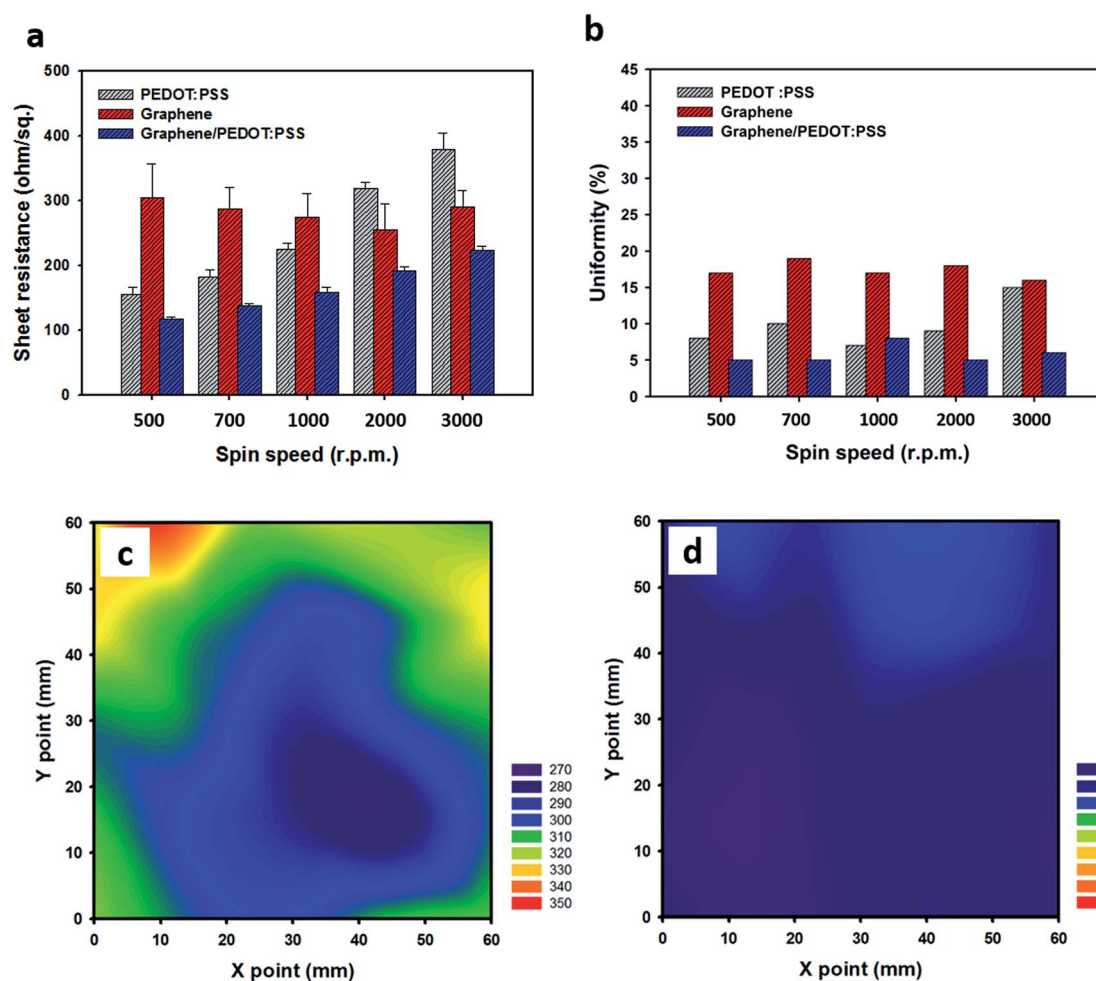 a
500
400
300
200
100
0
Sheet resistance (ohm/sq.)
PEDOT:PSS
Graphene
Graphene/PEDOT:PSS
500 700 1000 2000 3000
Spin speed (r.p.m.)
b
45
40
35
30
25
20
15
10
5
0
Uniformity (%)
PEDOT :PSS
Graphene
Graphene/PEDOT:PSS
500 700 1000 2000 3000
Spin speed (r.p.m.)
c
60
50
40
30
20
10
0
Y point (mm)
0 10 20 30 40 50 60
X point (mm)
270
280
290
300
310
320
330
340
350
d
60
50
40
30
20
10
0
Y point (mm)
0 10 20 30 40 50 60
X point (mm)